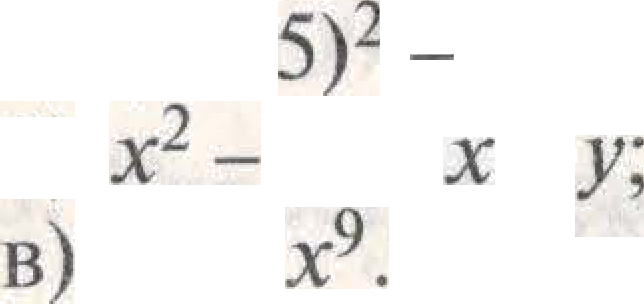 5)² –
x² – x y;
в) x⁹.